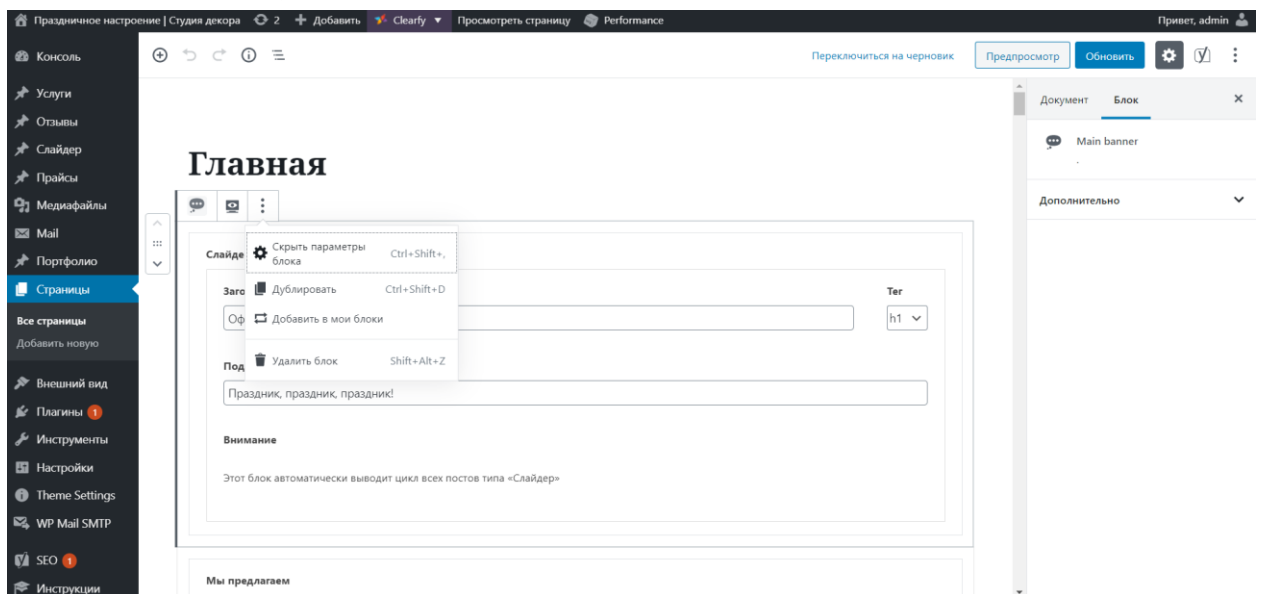 Праздничное настроение | Студия декора 2 Добавить Clearfy ▼ Просмотреть страницу Performance Привет, admin
Консоль
Услуги
Отзывы
Слайдер
Прайсы
Медиафайлы
Mail
Портфолио
Страницы
Все страницы
Добавить новую
Внешний вид
Плагины 1
Инструменты
Настройки
Theme Settings
WP Mail SMTP
SEO 1
Инструкции
Переключиться на черновик Предпросмотр Обновить
Главная
Скрыть параметры блока Ctrl+Shift+,
Дублировать Ctrl+Shift+D
Добавить в мои блоки
Удалить блок Shift+Alt+Z
Слайде
Заго
Тег
Оф
h1
Под
Праздник, праздник, праздник!
Внимание
Этот блок автоматически выводит цикл всех постов типа «Слайдер»
Мы предлагаем
Документ Блок
Main banner
.
Дополнительно